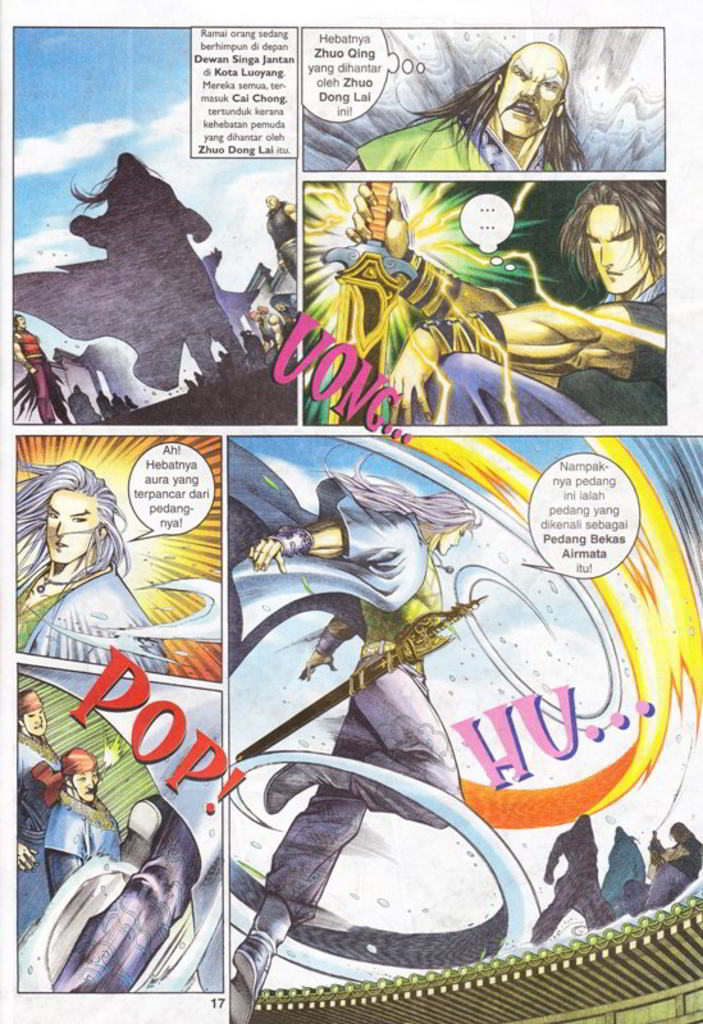 Ramai orang sedang
berhimpun di depan
Dewan Singa Jantan
di Kota Luoyang.
Mereka semua, ter-
masuk Cai Chong,
tertunduk kerana
kehebatan pemuda
yang dihantar oleh
Zhuo Dong Lai itu.
Hebatnya
Zhuo Qing
yang dihantar
oleh Zhuo
Dong Lai
ini!
...
...
UONG...
Ah!
Hebatnya
aura yang
terpancar dari
pedang-
nya!
Nampak-
nya pedang
ini ialah
pedang yang
dikenali sebagai
Pedang Bekas
Airmata
itu!
POP!
HU...
17